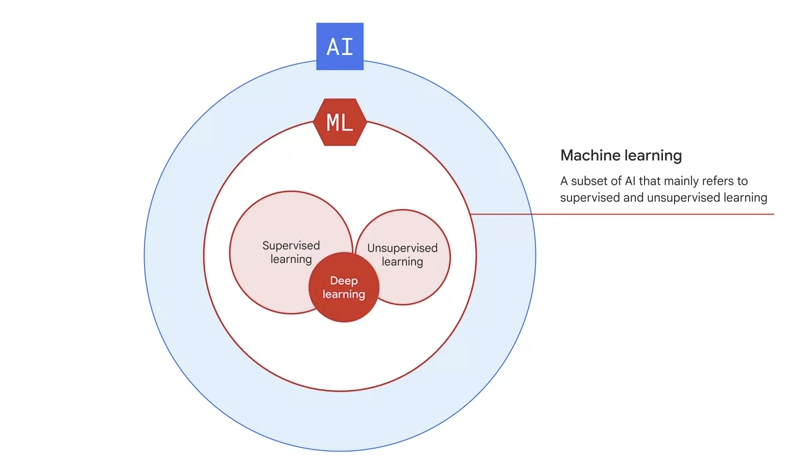 AI
ML
Machine learning
A subset of AI that mainly refers to
supervised and unsupervised learning
Supervised
learning
Unsupervised
learning
Deep
learning